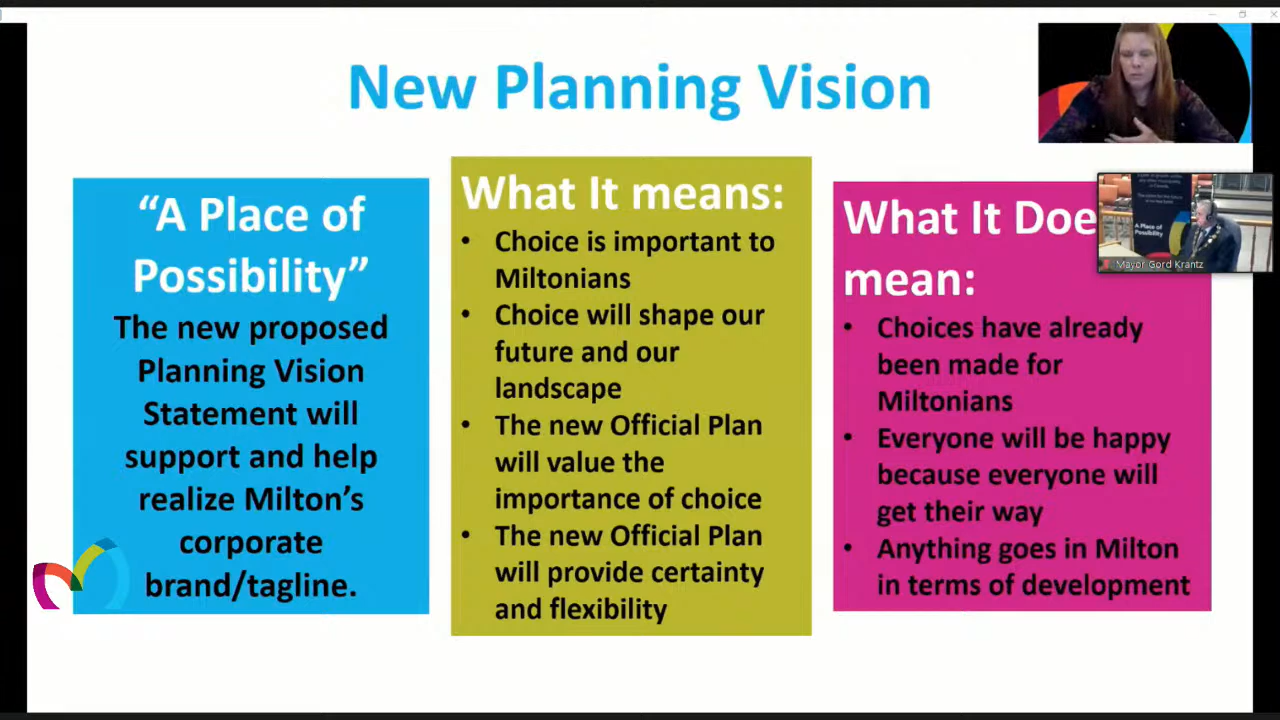 New Planning Vision
“A Place of
Possibility”
The new proposed
Planning Vision
Statement will
support and help
realize Milton’s
corporate
brand/tagline.
What It means:
• Choice is important to
Miltonians
• Choice will shape our
future and our
landscape
• The new Official Plan
will value the
importance of choice
• The new Official Plan
will provide certainty
and flexibility
What It Doe
mean:
• Choices have already
been made for
Miltonians
• Everyone will be happy
because everyone will
get their way
• Anything goes in Milton
in terms of development
A Place of
Possibility
Mayor Gord Krantz